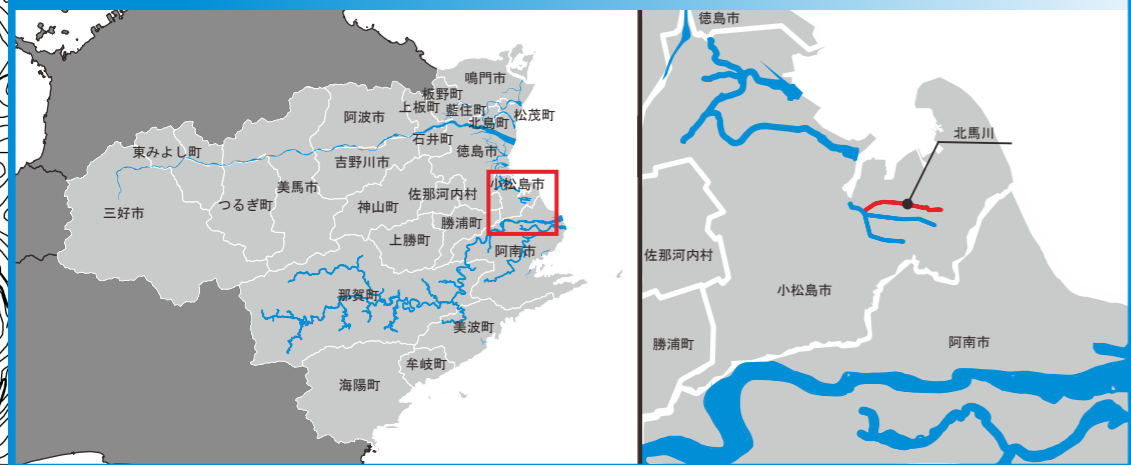 鳴門市
板野町
上板町
藍住町
松茂町
北島町
阿波市
石井町
徳島市
東みよし町
吉野川市
美馬市
佐那河内村
小松島市
つるぎ町
神山町
三好市
勝浦町
上勝町
阿南市
那賀町
美波町
牟岐町
海陽町
徳島市
北馬川
佐那河内村
小松島市
勝浦町
阿南市